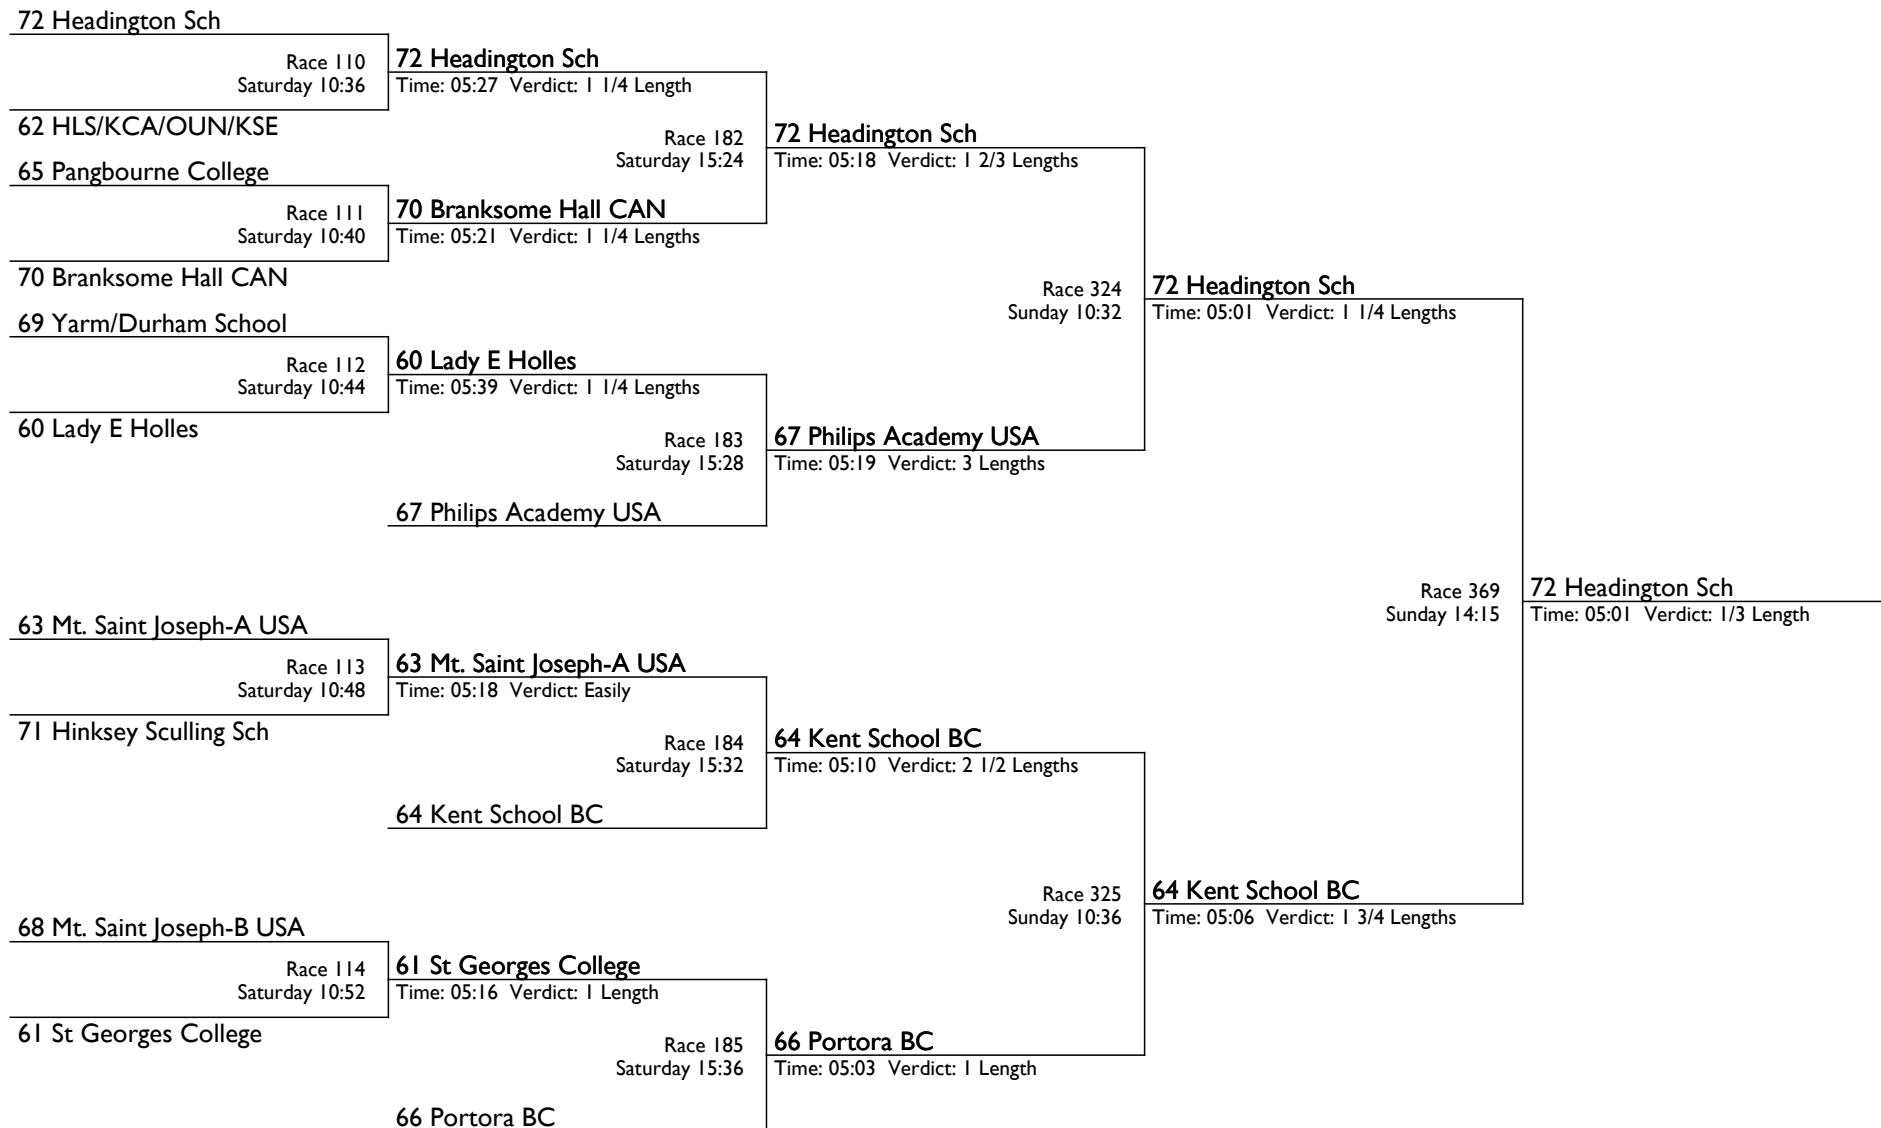 72 Headington Sch
Race 110
Saturday 10:36
62 HLS/KCA/OUN/KSE
72 Headington Sch
Time: 05:27 Verdict: 1 1/4 Length
65 Pangbourne College
Race 111
Saturday 10:40
70 Branksome Hall CAN
70 Branksome Hall CAN
Time: 05:21 Verdict: 1 1/4 Lengths
Race 182
Saturday 15:24
72 Headington Sch
Time: 05:18 Verdict: 1 2/3 Lengths
69 Yarm/Durham School
Race 112
Saturday 10:44
60 Lady E Holles
60 Lady E Holles
Time: 05:39 Verdict: 1 1/4 Lengths
Race 183
Saturday 15:28
67 Philips Academy USA
67 Philips Academy USA
Time: 05:19 Verdict: 3 Lengths
Race 324
Sunday 10:32
72 Headington Sch
Time: 05:01 Verdict: 1 1/4 Lengths
63 Mt. Saint Joseph-A USA
Race 113
Saturday 10:48
71 Hinksey Sculling Sch
63 Mt. Saint Joseph-A USA
Time: 05:18 Verdict: Easily
Race 184
Saturday 15:32
64 Kent School BC
64 Kent School BC
Time: 05:10 Verdict: 2 1/2 Lengths
68 Mt. Saint Joseph-B USA
Race 114
Saturday 10:52
61 St Georges College
61 St Georges College
Time: 05:16 Verdict: 1 Length
Race 185
Saturday 15:36
66 Portora BC
66 Portora BC
Time: 05:03 Verdict: 1 Length
Race 325
Sunday 10:36
64 Kent School BC
Time: 05:06 Verdict: 1 3/4 Lengths
Race 369
Sunday 14:15
72 Headington Sch
Time: 05:01 Verdict: 1/3 Length